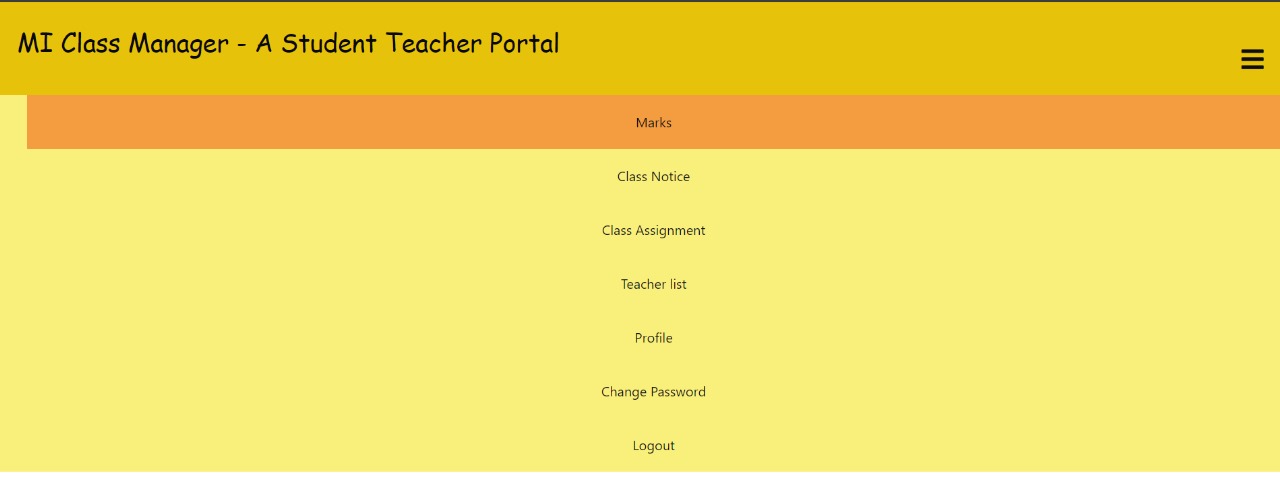 MI Class Manager - A Student Teacher Portal
Marks
Class Notice
Class Assignment
Teacher list
Profile
Change Password
Logout